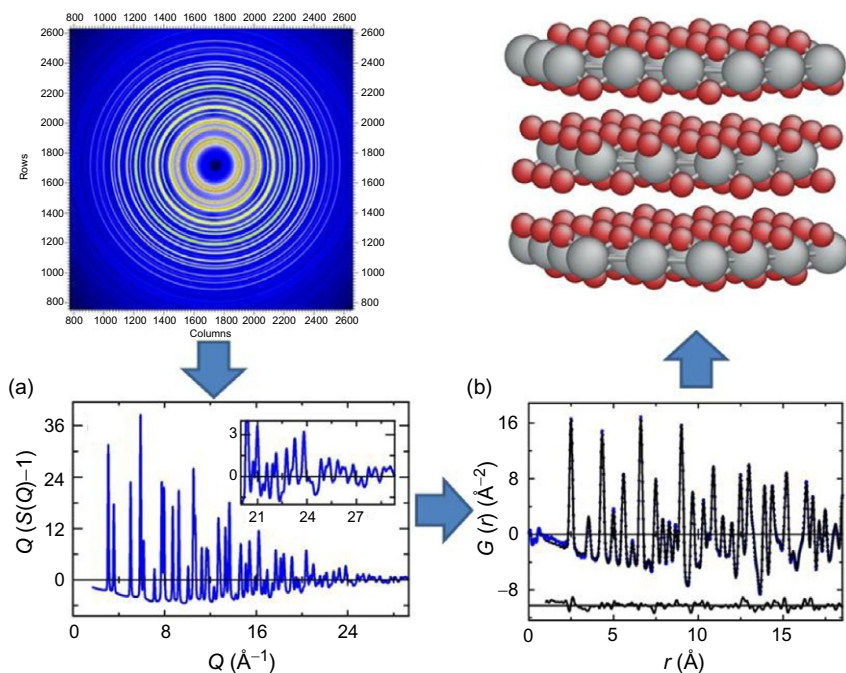 800 1000 1200 1400 1600 1800 2000 2200 2400 2600
2600 2600
2400 2400
2200 2200
2000 2000
1800 1800
1600 1600
1400 1400
1200 1200
1000 1000
800 800
Rows
800 1000 1200 1400 1600 1800 2000 2200 2400 2600
Columns
(a)
36
24
12
0
Q (S(Q)−1)
3
0
21 24 27
0 8 16 24
Q (Å−1)
(b)
16
8
0
−8
G (r) (Å−2)
0 5 10 15
r (Å)